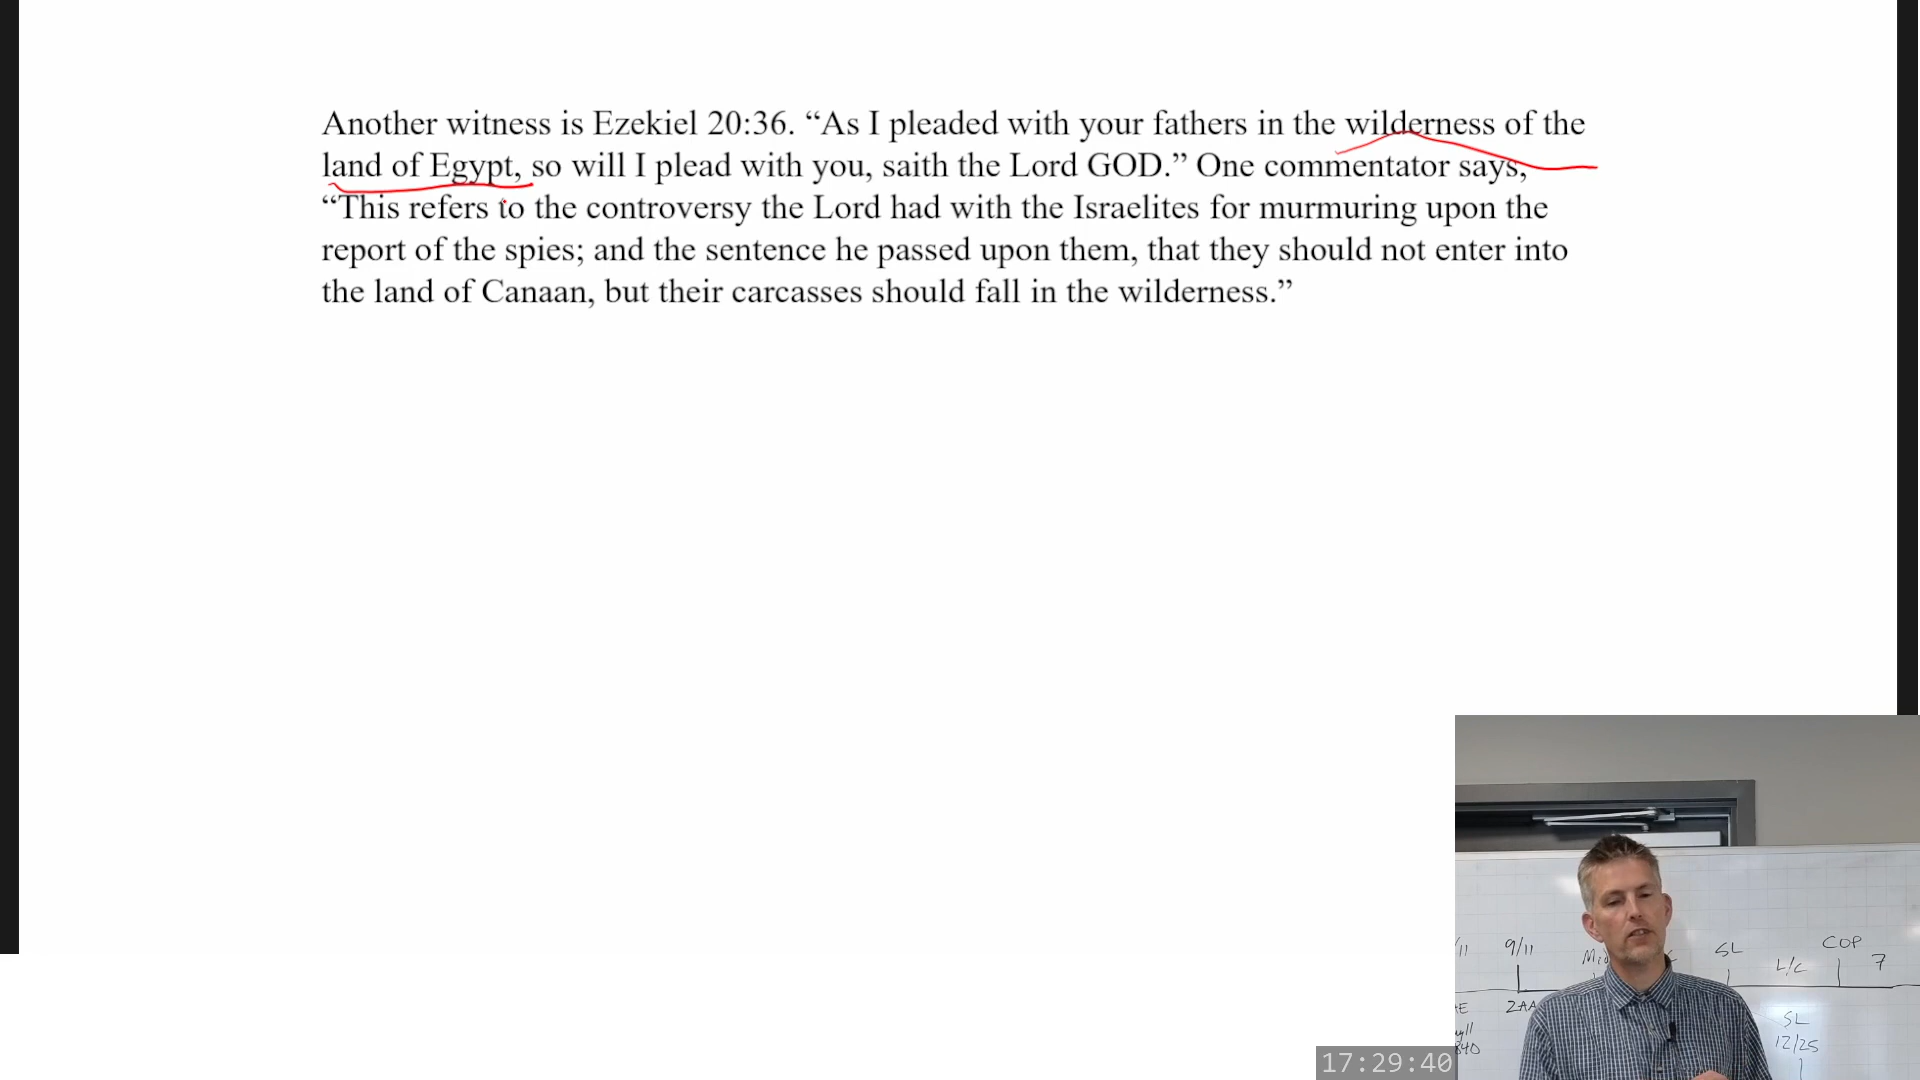 Another witness is Ezekiel 20:36. “As I pleaded with your fathers in the wilderness of the
land of Egypt, so will I plead with you, saith the Lord GOD.” One commentator says,
“This refers to the controversy the Lord had with the Israelites for murmuring upon the
report of the spies; and the sentence he passed upon them, that they should not enter into
the land of Canaan, but their carcasses should fall in the wilderness.”
9/11
SL
COP
L/C
7
SL
12/25
17:29:40